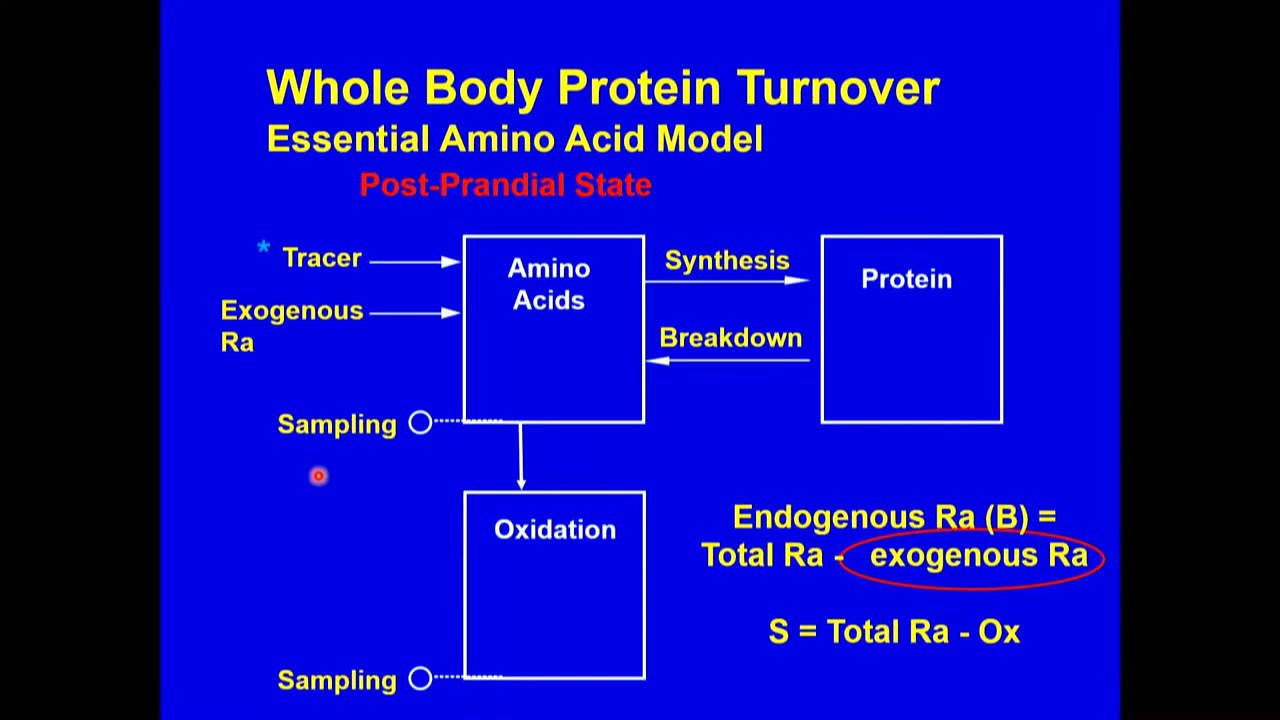 Whole Body Protein Turnover
Essential Amino Acid Model
Post-Prandial State
* Tracer
Exogenous
Ra
Amino
Acids
Synthesis
Breakdown
Protein
Sampling
Oxidation
Endogenous Ra (B) =
Total Ra - exogenous Ra
S = Total Ra - Ox
Sampling